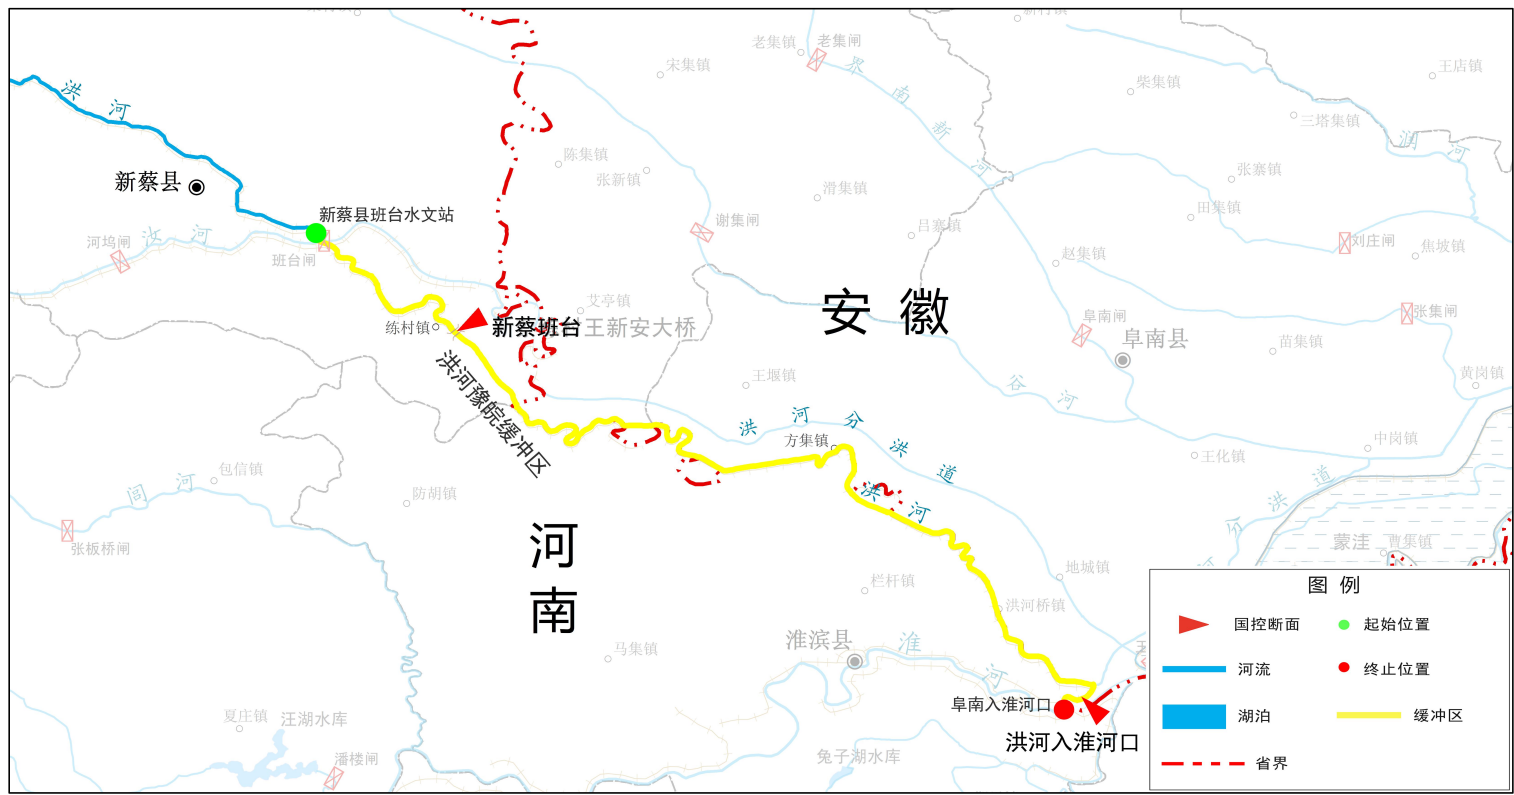 老集镇
老集闸
宋集镇
王店镇
柴集镇
洪河
泉南新河
三塔集镇
润河
陈集镇
张新镇
张寨镇
新蔡县
滑集镇
田集镇
新蔡县班台水文站
谢集闸
吕寨镇
河坞闸
汝河
刘庄闸
焦坡镇
班台闸
赵集镇
艾亭镇
安徽
张集闸
阜南闸
练村镇
新蔡班台
王新安大桥
阜南县
苗集镇
洪河豫皖缓冲区
王堰镇
谷河
黄岗镇
洪河分洪道
方集镇
中岗镇
王化镇
包信镇
闾河
防胡镇
洪河
分洪道
河南
张板桥闸
蒙洼
曹集镇
地城镇
栏杆镇
洪河桥镇
淮滨县
淮河
马集镇
阜南入淮河口
夏庄镇
汪湖水库
洪河入淮河口
潘楼闸
兔子湖水库
图例
国控断面
起始位置
河流
终止位置
湖泊
缓冲区
省界